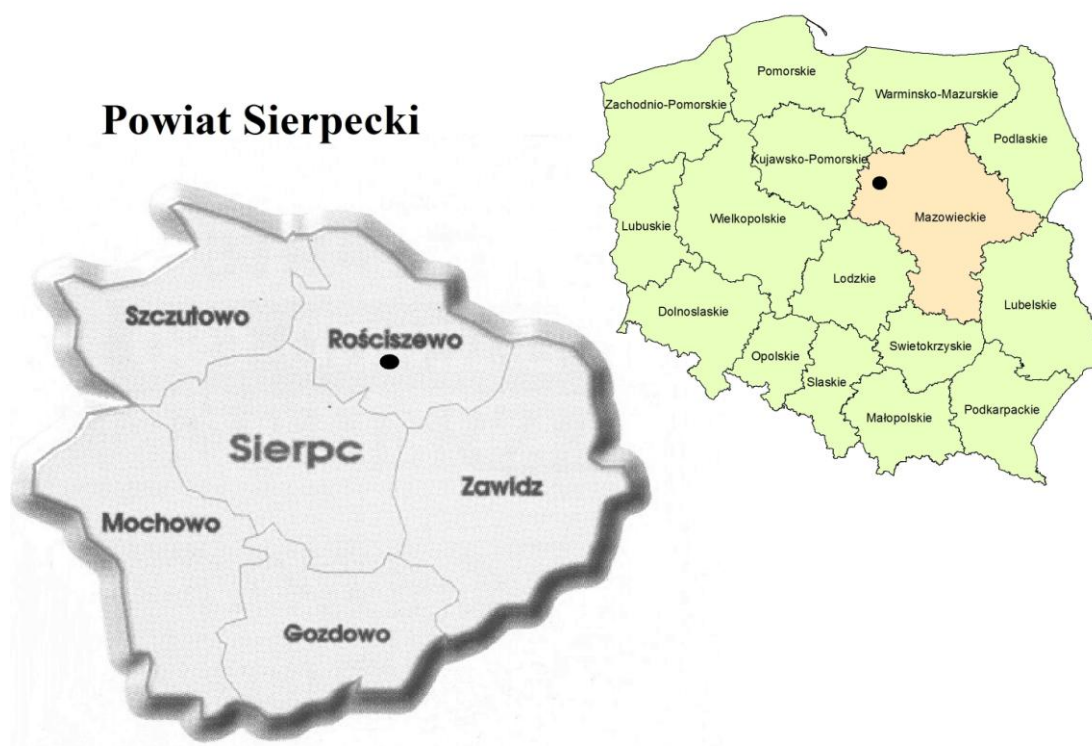 Powiat Sierpecki
Szczutowo
Rościszewo
Sierpc
Zawidz
Mochowo
Gozdowo
Pomorskie
Warminsko-Mazurskie
Zachodnio-Pomorskie
Podlaskie
Kujawsko-Pomorskie
Wielkopolskie
Mazowieckie
Lubuskie
Lodzkie
Lubelskie
Dolnoslaskie
Swietokrzyskie
Opolskie
Slaskie
Małopolskie
Podkarpackie